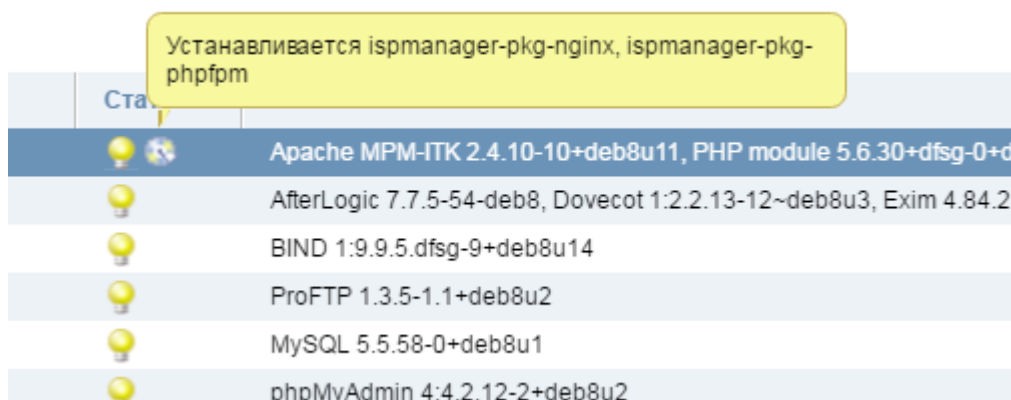 Устанавливается ispmanager-pkg-nginx, ispmanager-pkg-
phpfpm
Ста
Apache MPM-ITK 2.4.10-10+deb8u11, PHP module 5.6.30+dfsg-0+d
AfterLogic 7.7.5-54-deb8, Dovecot 1:2.2.13-12~deb8u3, Exim 4.84.2
BIND 1:9.9.5.dfsg-9+deb8u14
ProFTP 1.3.5-1.1+deb8u2
MySQL 5.5.58-0+deb8u1
phpMyAdmin 4:4.2.12-2+deb8u2